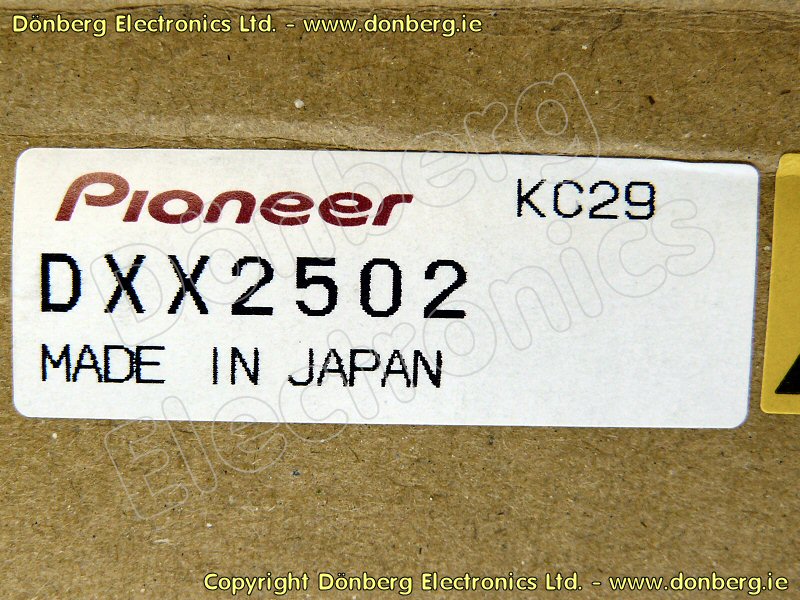 Dönberg Electronics Ltd. - www.donberg.ie
Pioneer KC29
DXX2502
MADE IN JAPAN
Dönberg
Electronics
Copyright Dönberg Electronics Ltd. - www.donberg.ie